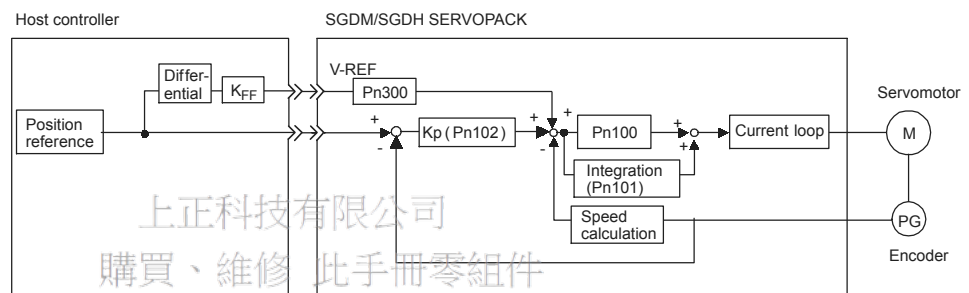 Host controller
SGDM/SGDH SERVOPACK
V-REF
Differ-
ential
KFF
Pn300
Servomotor
Position
reference
+
-
Kp (Pn102)
+
+
-
Pn100
+
+
Current loop
M
Integration
(Pn101)
Speed
calculation
PG
Encoder
上正科技有限公司
購買、維修 此手冊零組件